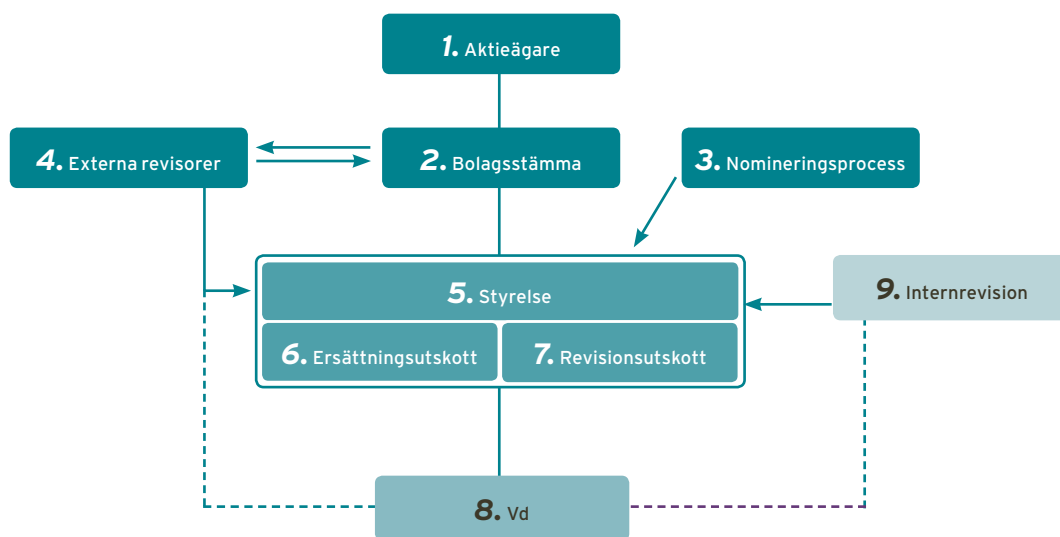 1. Aktieägare
4. Externa revisorer
2. Bolagsstämma
3. Nomineringsprocess
5. Styrelse
9. Internrevision
6. Ersättningsutskott
7. Revisionsutskott
8. Vd